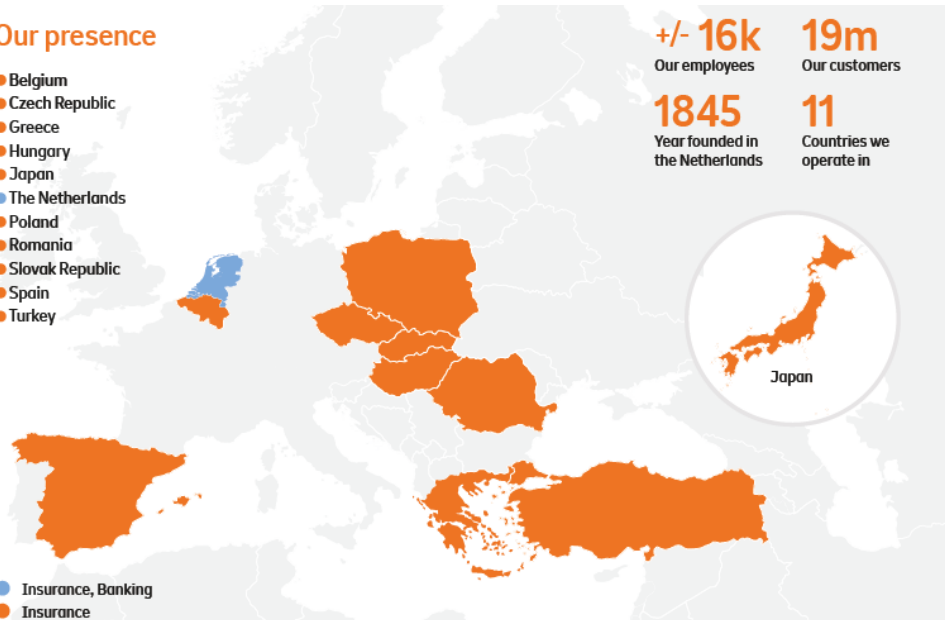 Our presence
Belgium
Czech Republic
Greece
Hungary
Japan
The Netherlands
Poland
Romania
Slovak Republic
Spain
Turkey
+/- 16k
Our employees
19m
Our customers
1845
Year founded in
the Netherlands
11
Countries we
operate in
Japan
Insurance, Banking
Insurance